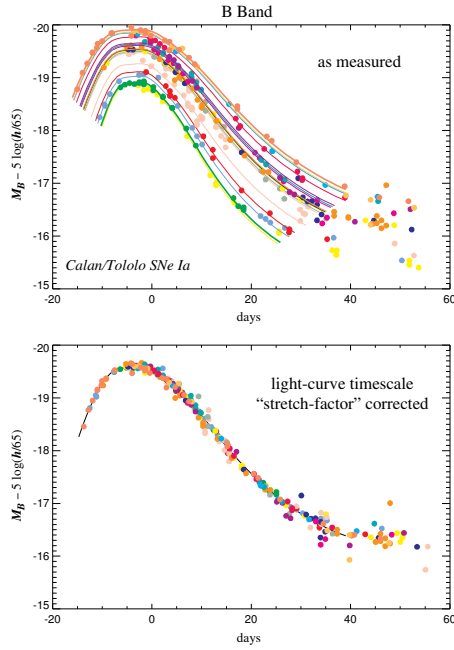 B Band
-20
as measured
-19
-18
M_B – 5 log(h/65)
-17
-16
Calan/Tololo SNe Ia
-15
-20 0 20 40 60
days
-20
light-curve timescale
“stretch-factor” corrected
-19
-18
M_B – 5 log(h/65)
-17
-16
-15
-20 0 20 40 60
days